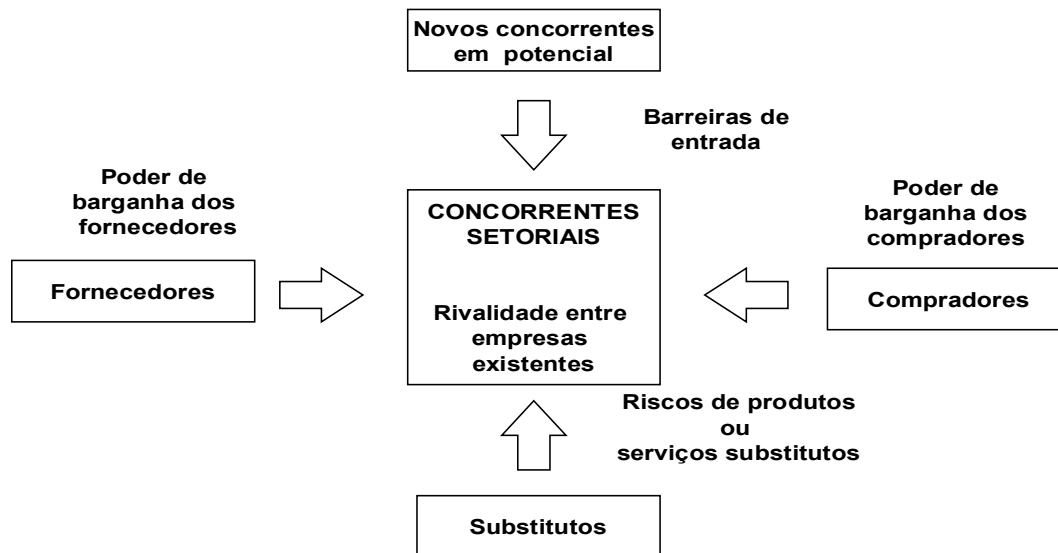 Novos concorrentes
em potencial
Barreiras de
entrada
Poder de
barganha dos
fornecedores
Fornecedores
CONCORRENTES
SETORIAIS
Rivalidade entre
empresas
existentes
Poder de
barganha dos
compradores
Compradores
Riscos de produtos
ou
serviços substitutos
Substitutos